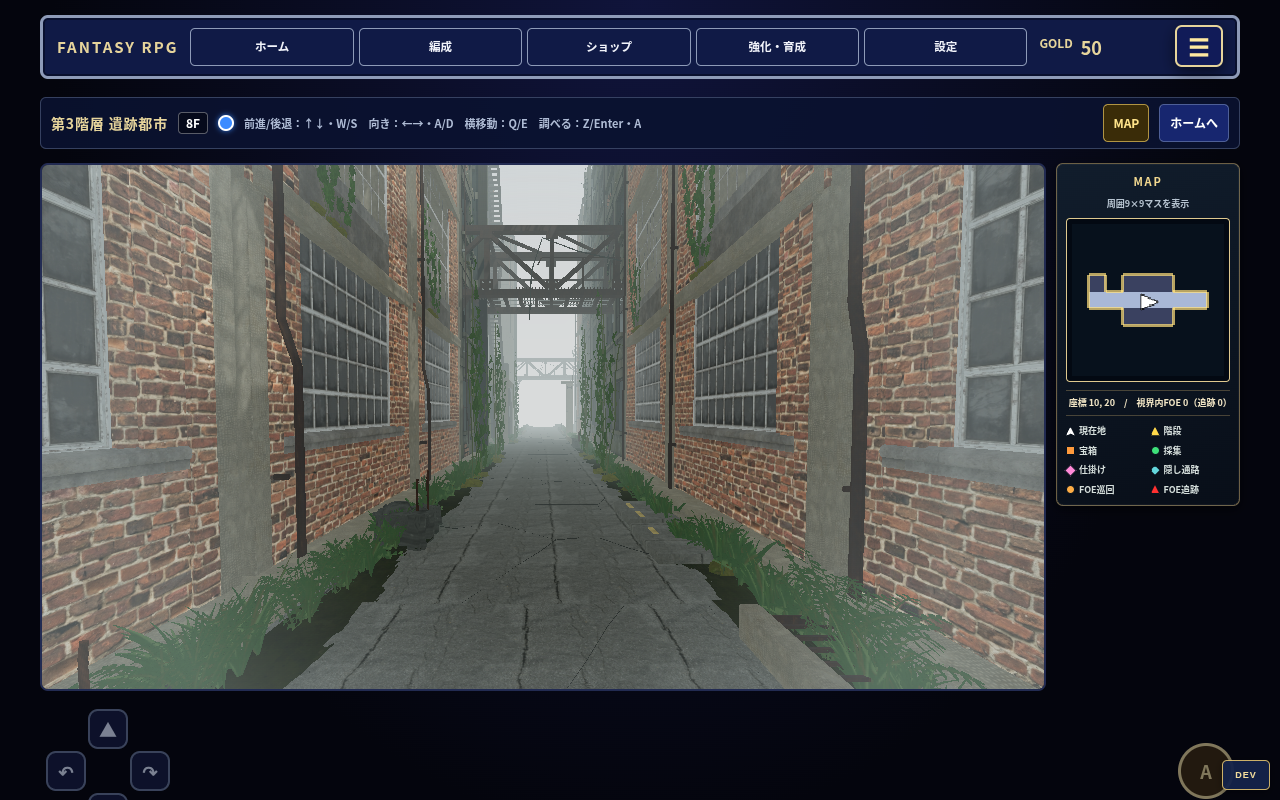 FANTASY RPG
ホーム
編成
ショップ
強化・育成
設定
GOLD 50
第3階層 遺跡都市
8F
前進/後退：↑↓・W/S　向き：←→・A/D　横移動：Q/E　調べる：Z/Enter・A
MAP
ホームへ
MAP
周囲9×9マスを表示
座標 10, 20　/　視界内FOE 0（追跡 0）
現在地
階段
宝箱
採集
仕掛け
隠し通路
FOE巡回
FOE追跡
A
DEV